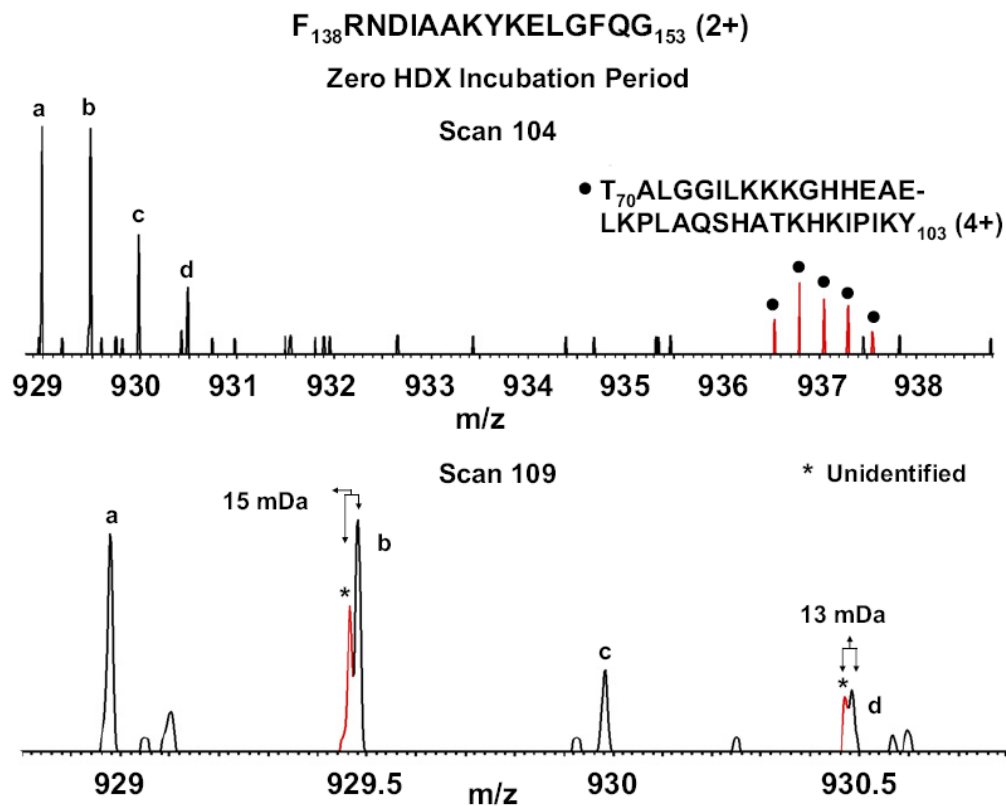 F₁₃₈RNDIAAKYKELGFQG₁₅₃ (2+)
Zero HDX Incubation Period
Scan 104
a
b
c
d
• T₇₀ALGGILKKKGHHEAE-
LKPLAQSHATKHKIPIKY₁₀₃ (4+)
929 930 931 932 933 934 935 936 937 938
m/z
Scan 109
* Unidentified
15 mDa
a
b
*
c
13 mDa
*
d
929 929.5 930 930.5
m/z